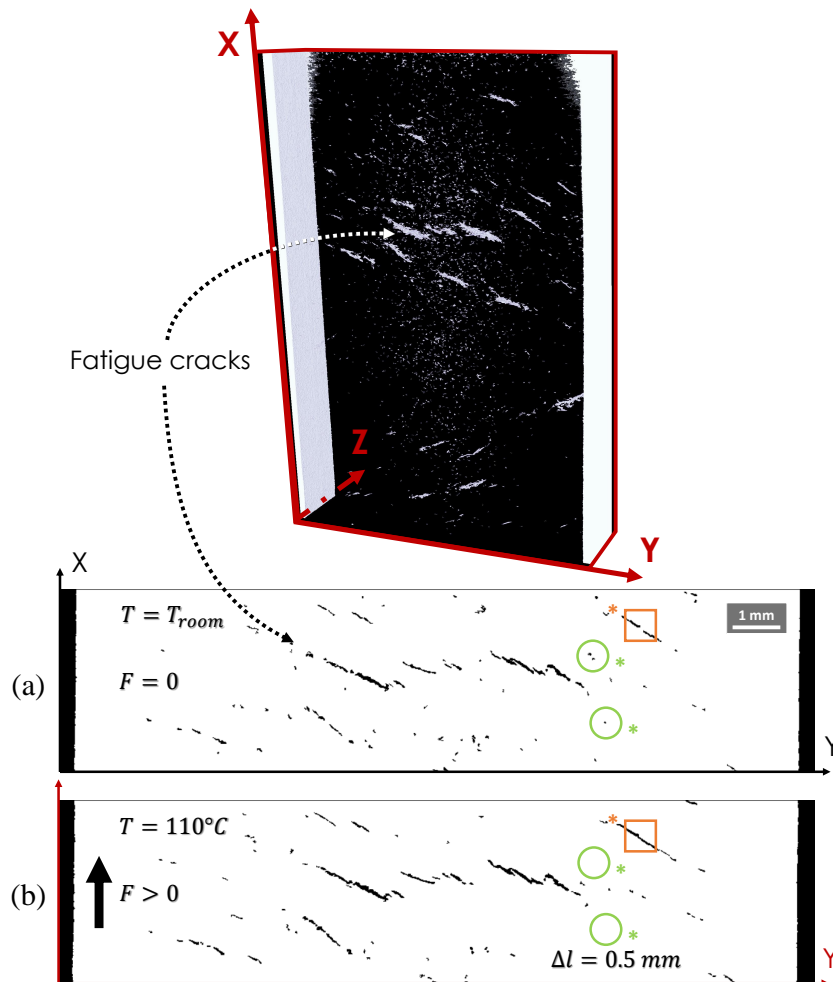 X
Fatigue cracks
Z
Y
X
T = T_room
*
1 mm
(a)
F = 0
*
*
Y
T = 110°C
*
(b)
F > 0
*
*
Δl = 0.5 mm
Y